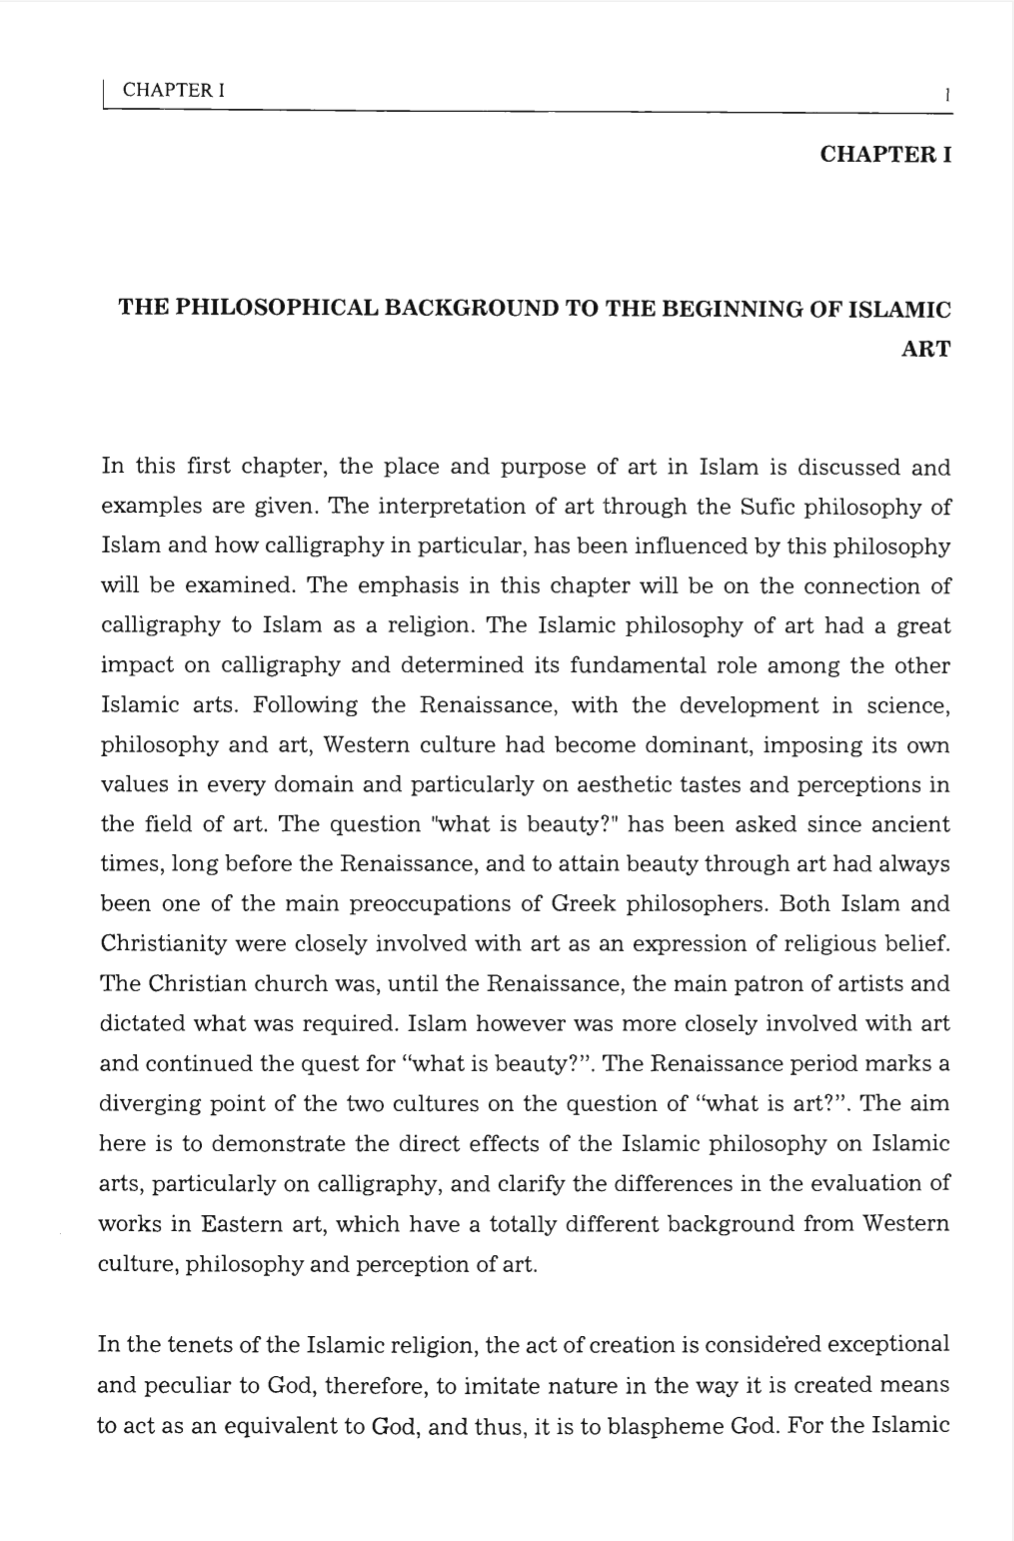 CHAPTER I
1
CHAPTER I
THE PHILOSOPHICAL BACKGROUND TO THE BEGINNING OF ISLAMIC
ART
In this first chapter, the place and purpose of art in Islam is discussed and
examples are given. The interpretation of art through the Sufic philosophy of
Islam and how calligraphy in particular, has been influenced by this philosophy
will be examined. The emphasis in this chapter will be on the connection of
calligraphy to Islam as a religion. The Islamic philosophy of art had a great
impact on calligraphy and determined its fundamental role among the other
Islamic arts. Following the Renaissance, with the development in science,
philosophy and art, Western culture had become dominant, imposing its own
values in every domain and particularly on aesthetic tastes and perceptions in
the field of art. The question "what is beauty?" has been asked since ancient
times, long before the Renaissance, and to attain beauty through art had always
been one of the main preoccupations of Greek philosophers. Both Islam and
Christianity were closely involved with art as an expression of religious belief.
The Christian church was, until the Renaissance, the main patron of artists and
dictated what was required. Islam however was more closely involved with art
and continued the quest for “what is beauty?”. The Renaissance period marks a
diverging point of the two cultures on the question of “what is art?”. The aim
here is to demonstrate the direct effects of the Islamic philosophy on Islamic
arts, particularly on calligraphy, and clarify the differences in the evaluation of
works in Eastern art, which have a totally different background from Western
culture, philosophy and perception of art.
In the tenets of the Islamic religion, the act of creation is considered exceptional
and peculiar to God, therefore, to imitate nature in the way it is created means
to act as an equivalent to God, and thus, it is to blaspheme God. For the Islamic